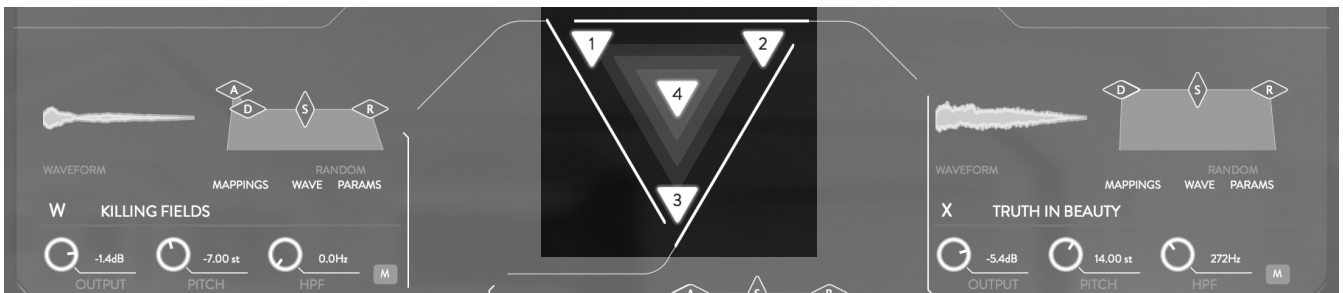 1
2
4
3
A
D
S
R
WAVEFORM
RANDOM
MAPPINGS WAVE PARAMS
W KILLING FIELDS
-1.4dB -7.00 st 0.0Hz
OUTPUT PITCH HPF M
D
S
R
WAVEFORM
RANDOM
MAPPINGS WAVE PARAMS
X TRUTH IN BEAUTY
-5.4dB 14.00 st 272Hz
OUTPUT PITCH HPF M
A
S
R